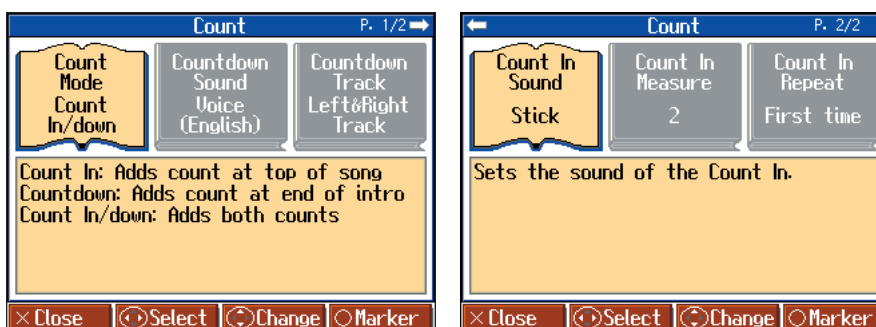 Count P. 1/2
Count Mode
Count In/down
Countdown Sound
Voice (English)
Countdown Track
Left&Right Track
Count In: Adds count at top of song
Countdown: Adds count at end of intro
Count In/down: Adds both counts
× Close Select Change ○ Marker
Count P. 2/2
Count In Sound
Stick
Count In Measure
2
Count In Repeat
First time
Sets the sound of the Count In.
× Close Select Change ○ Marker